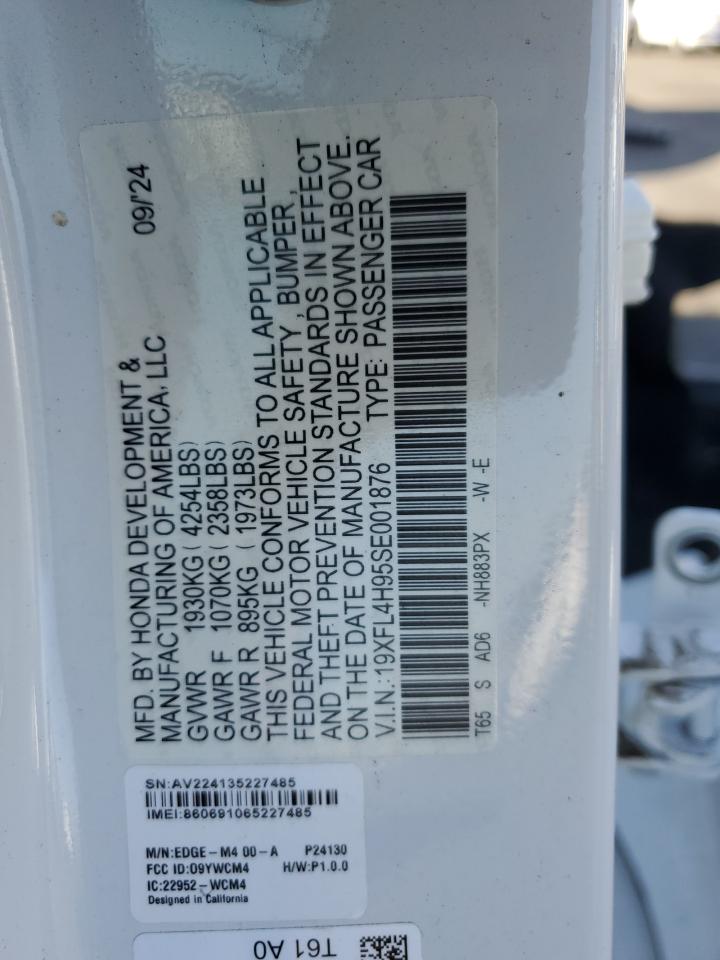 MFD. BY HONDA DEVELOPMENT & 09/'24
MANUFACTURING OF AMERICA, LLC
GVWR 1930KG ( 4254LBS)
GAWR F 1070KG ( 2358LBS)
GAWR R 895KG ( 1973LBS)
THIS VEHICLE CONFORMS TO ALL APPLICABLE
FEDERAL MOTOR VEHICLE SAFETY , BUMPER ,
AND THEFT PREVENTION STANDARDS IN EFFECT
ON THE DATE OF MANUFACTURE SHOWN ABOVE.
V.I.N.:19XFL4H95SE001876 TYPE: PASSENGER CAR
T65 S AD6 -NH883PX -W -E
SN:AV224135227485
IMEI:860691065227485
M/N:EDGE-M4 00-A P24130
FCC ID:O9YWCM4 H/W:P1.0.0
IC:22952-WCM4
Designed in California
T61 A0